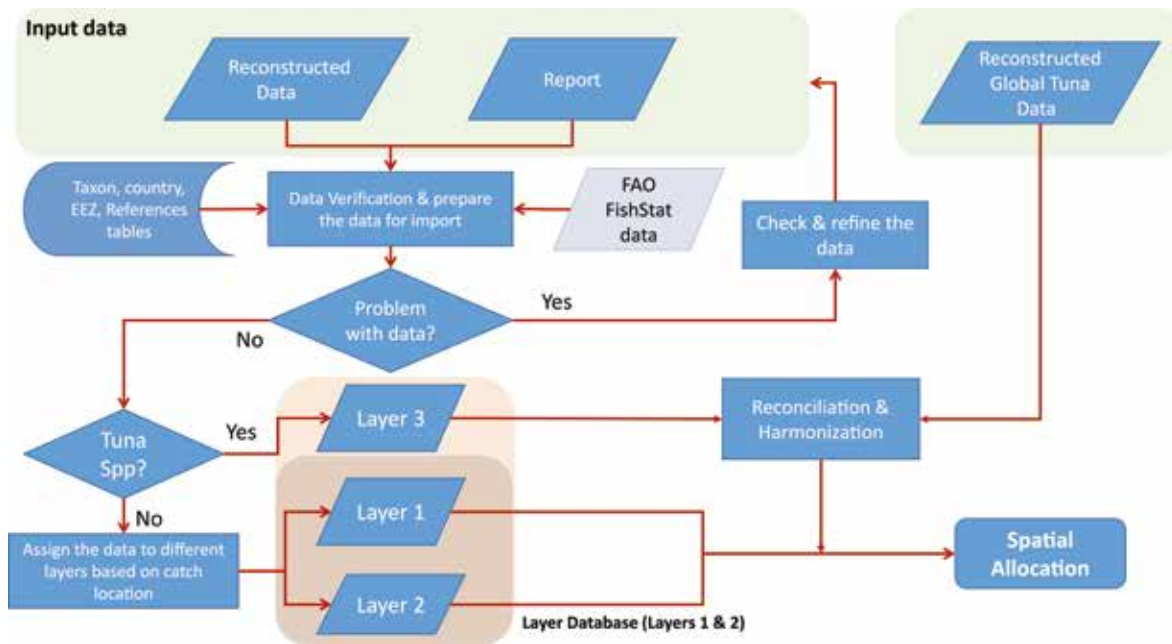 Input data
Reconstructed
Data
Report
Reconstructed
Global Tuna
Data
Taxon, country,
EEZ, References
tables
Data Verification & prepare
the data for import
FAO
FishStat
data
Check & refine the
data
Problem
with data?
Yes
No
Tuna
Spp?
Yes
Layer 3
Reconciliation &
Harmonization
No
Layer 1
Assign the data to different
layers based on catch
location
Layer 2
Spatial
Allocation
Layer Database (Layers 1 & 2)